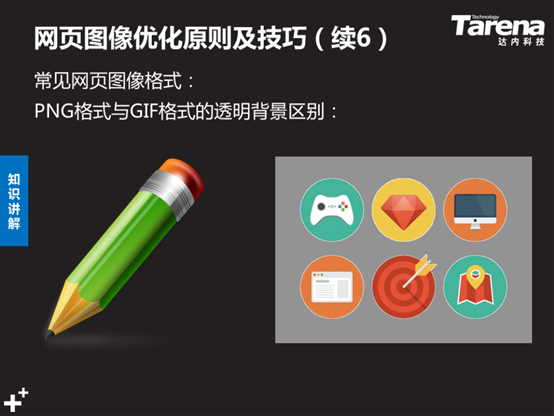 网页图像优化原则及技巧（续6）
Technology
Tarena
达内科技
常见网页图像格式：
PNG格式与GIF格式的透明背景区别：
知识讲解